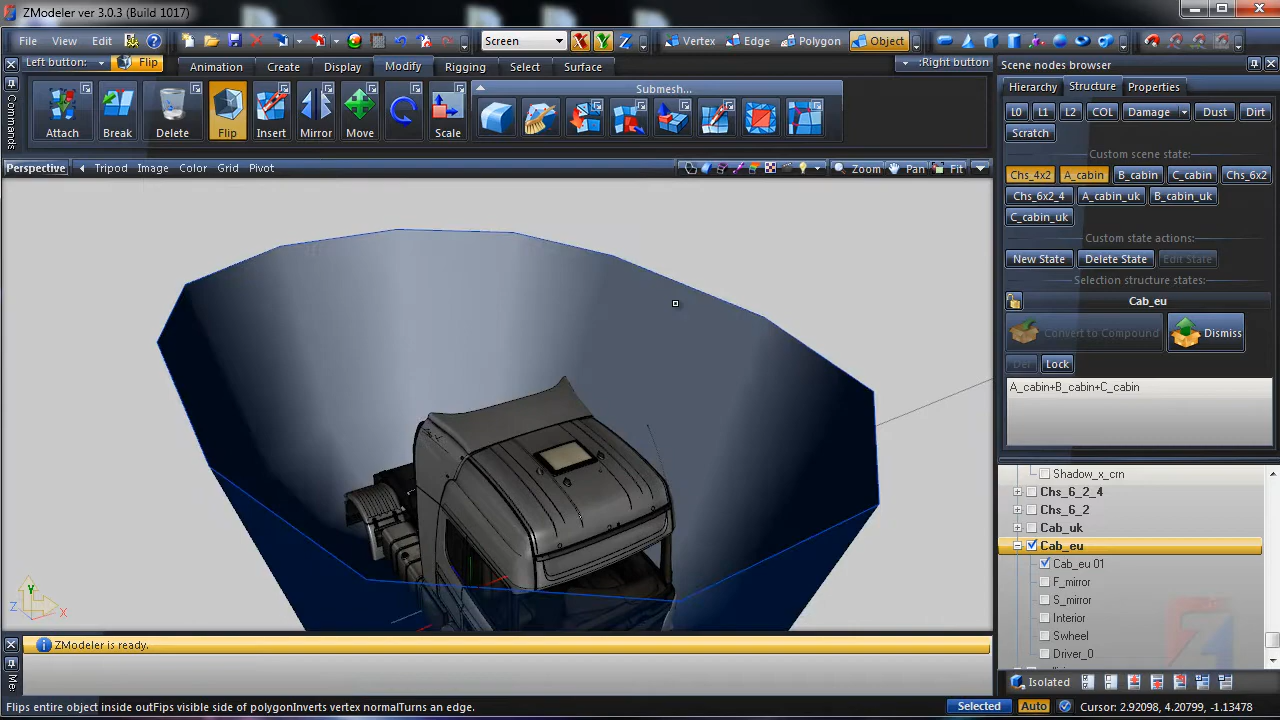 ZModeler ver 3.0.3 (Build 1017)
File View Edit Screen X Y Z Vertex Edge Polygon Object
Left button: Flip :Right button
Animation Create Display Modify Rigging Select Surface
Submesh...
Attach Break Delete Flip Insert Mirror Move Scale
Commands
Perspective Tripod Image Color Grid Pivot Zoom Pan Fit
Y
Z X
Scene nodes browser
Hierarchy Structure Properties
L0 L1 L2 COL Damage Dust Dirt
Scratch
Custom scene state:
Chs_4x2 A_cabin B_cabin C_cabin Chs_6x2
Chs_6x2_4 A_cabin_uk B_cabin_uk
C_cabin_uk
Custom state actions:
New State Delete State Edit State
Selection structure states:
Cab_eu
Convert to Compound Dismiss
Del Lock
A_cabin+B_cabin+C_cabin
Shadow_x_crn
Chs_6_2_4
Chs_6_2
Cab_uk
Cab_eu
Cab_eu 01
F_mirror
S_mirror
Interior
Swheel
Driver_0
Isolated
ZModeler is ready.
Me
Flips entire object inside outFlips visible side of polygonInverts vertex normalTurns an edge.
Selected Auto Cursor: 2.92098, 4.20799, -1.13478